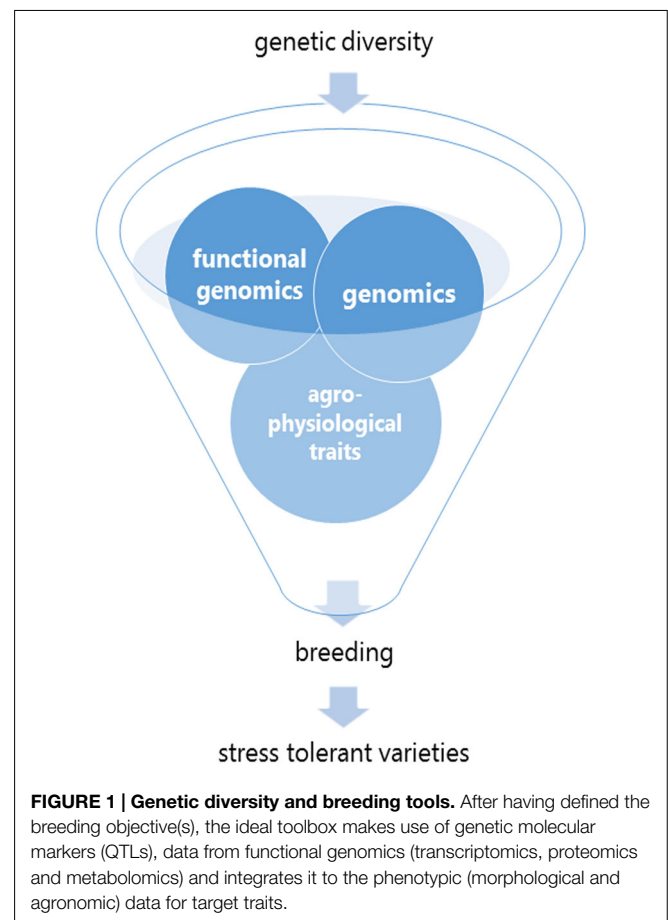 genetic diversity
functional
genomics
genomics
agro-
physiological
traits
breeding
stress tolerant varieties
FIGURE 1 | Genetic diversity and breeding tools. After having defined the
breeding objective(s), the ideal toolbox makes use of genetic molecular
markers (QTLs), data from functional genomics (transcriptomics, proteomics
and metabolomics) and integrates it to the phenotypic (morphological and
agronomic) data for target traits.